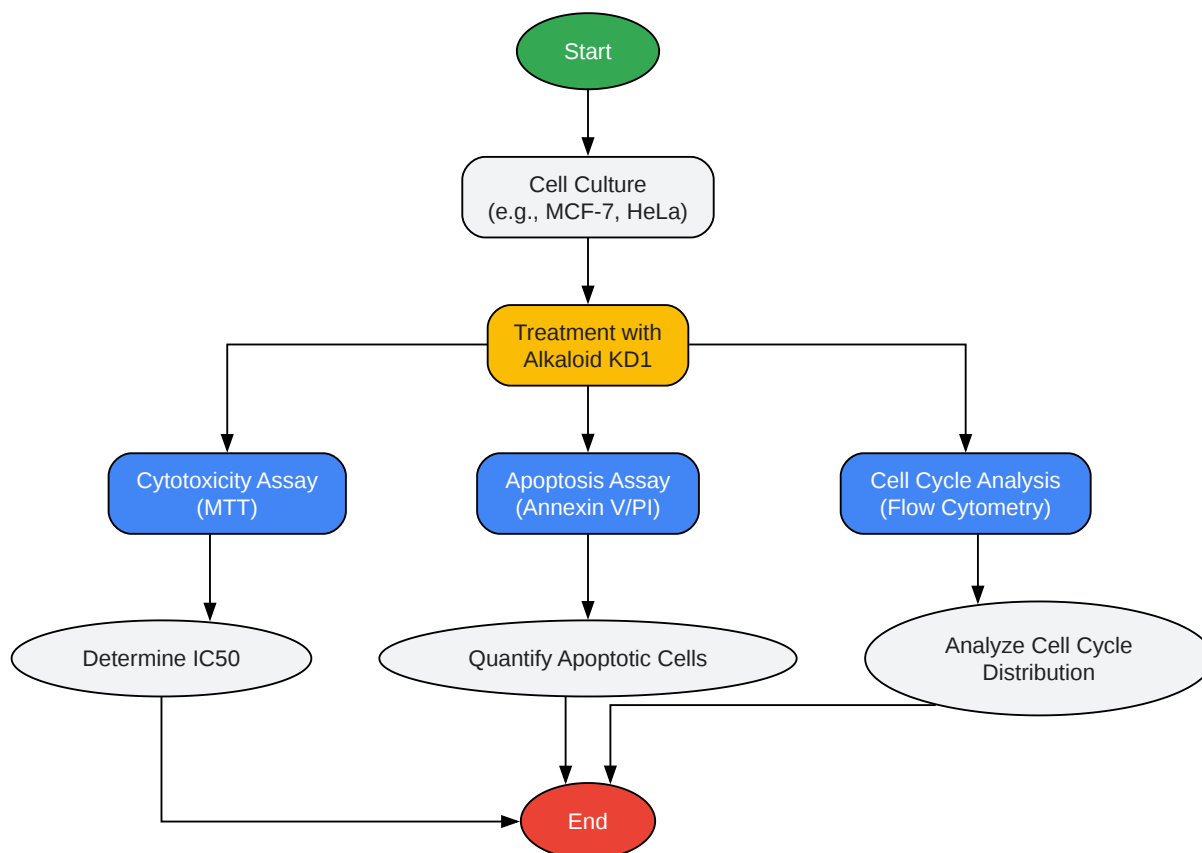 Start
Cell Culture
(e.g., MCF-7, HeLa)
Treatment with
Alkaloid KD1
Cytotoxicity Assay
(MTT)
Apoptosis Assay
(Annexin V/PI)
Cell Cycle Analysis
(Flow Cytometry)
Determine IC50
Quantify Apoptotic Cells
Analyze Cell Cycle
Distribution
End